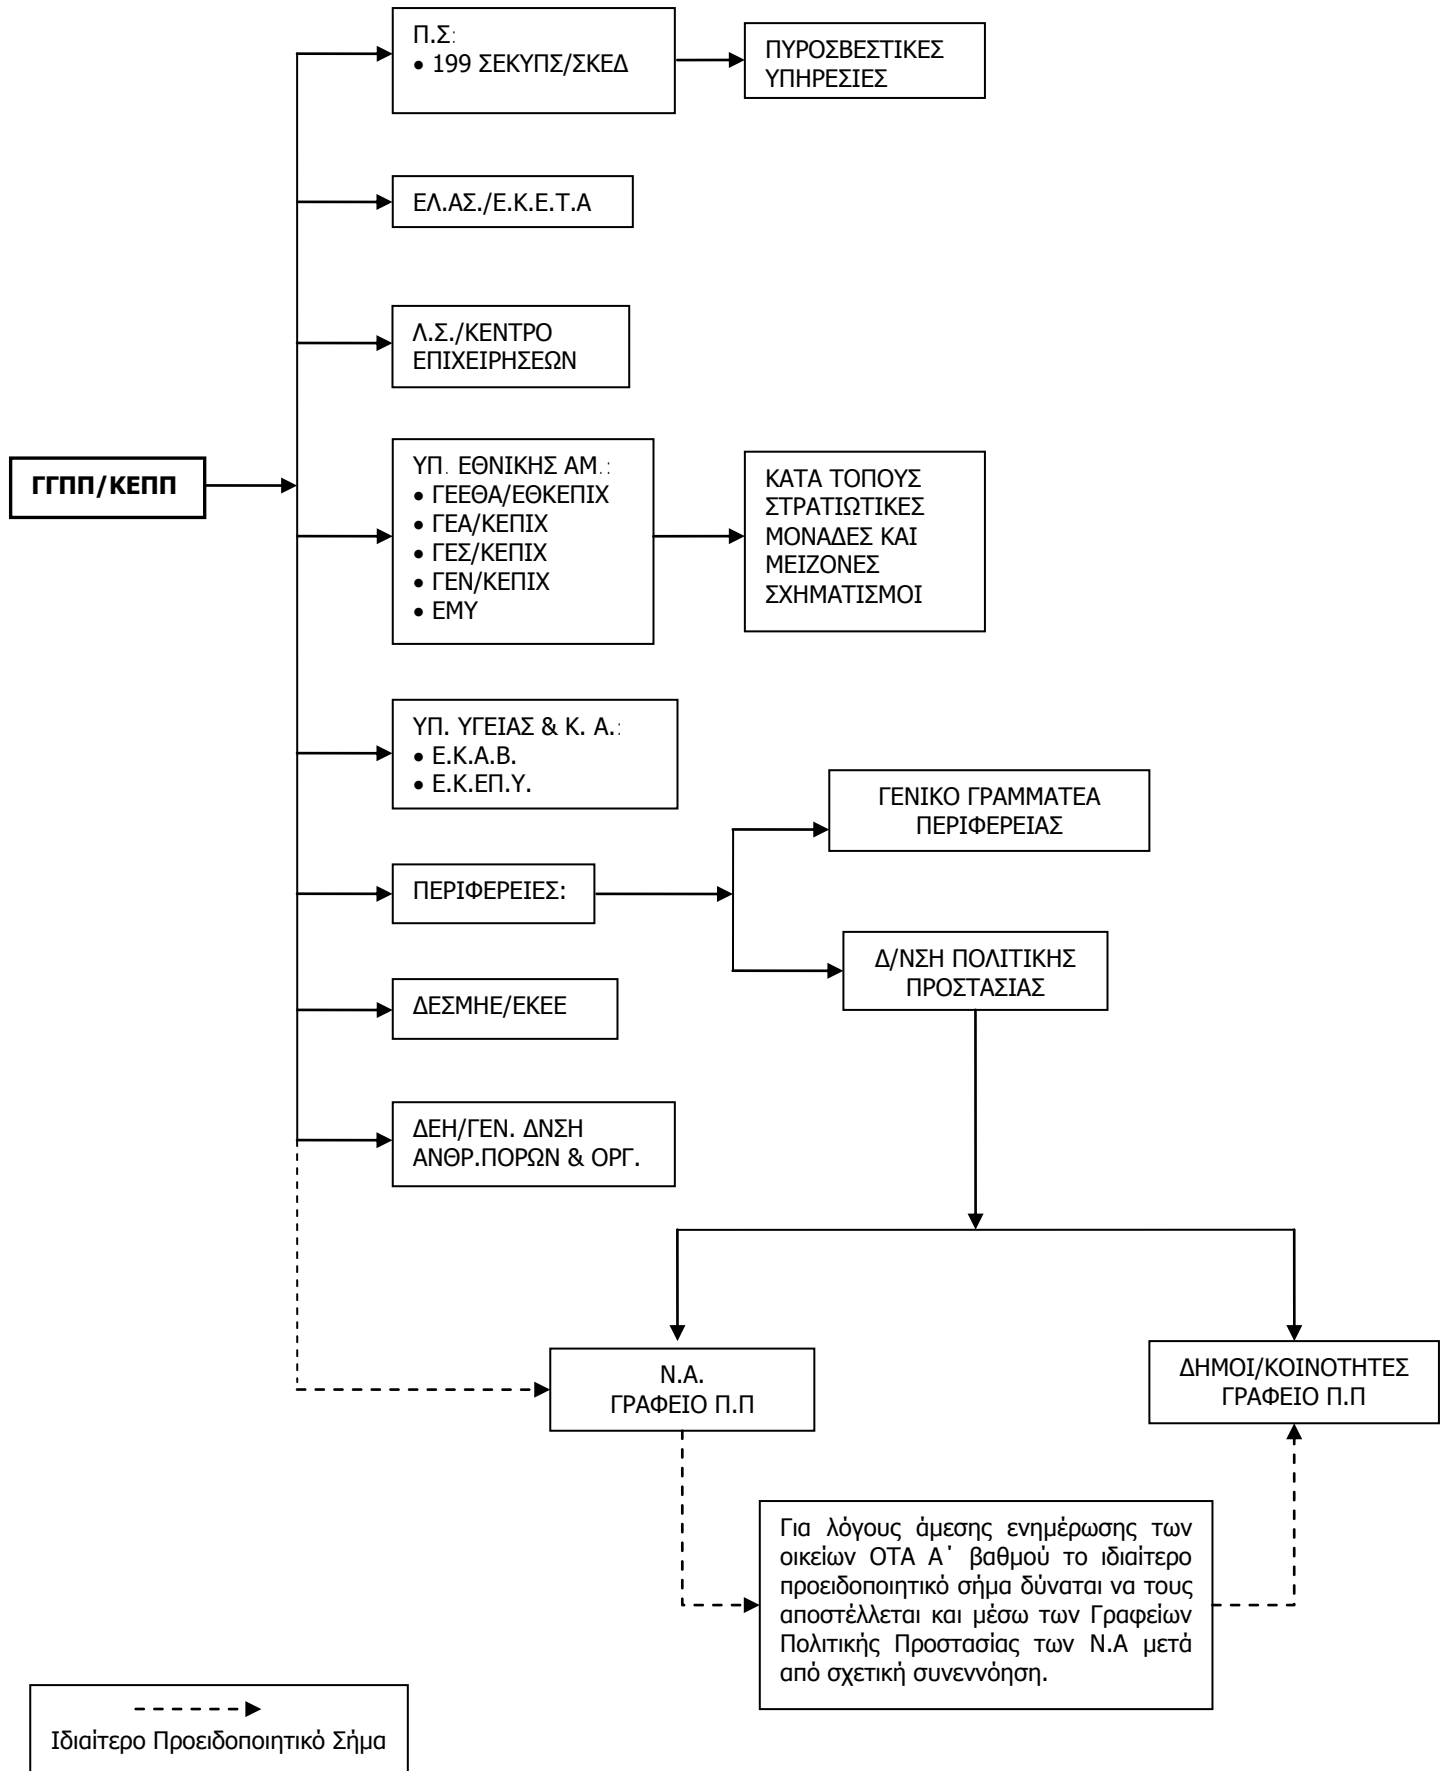 Π.Σ:
• 199 ΣΕΚΥΠΣ/ΣΚΕΔ
ΠΥΡΟΣΒΕΣΤΙΚΕΣ
ΥΠΗΡΕΣΙΕΣ
ΕΛ.ΑΣ./Ε.Κ.Ε.Τ.Α
Λ.Σ./ΚΕΝΤΡΟ
ΕΠΙΧΕΙΡΗΣΕΩΝ
ΓΓΠΠ/ΚΕΠΠ
ΥΠ. ΕΘΝΙΚΗΣ ΑΜ.:
• ΓΕΕΘΑ/ΕΘΚΕΠΙΧ
• ΓΕΑ/ΚΕΠΙΧ
• ΓΕΣ/ΚΕΠΙΧ
• ΓΕΝ/ΚΕΠΙΧ
• ΕΜΥ
ΚΑΤΑ ΤΟΠΟΥΣ
ΣΤΡΑΤΙΩΤΙΚΕΣ
ΜΟΝΑΔΕΣ ΚΑΙ
ΜΕΙΖΟΝΕΣ
ΣΧΗΜΑΤΙΣΜΟΙ
ΥΠ. ΥΓΕΙΑΣ & Κ. Α.:
• Ε.Κ.Α.Β.
• Ε.Κ.ΕΠ.Υ.
ΓΕΝΙΚΟ ΓΡΑΜΜΑΤΕΑ
ΠΕΡΙΦΕΡΕΙΑΣ
ΠΕΡΙΦΕΡΕΙΕΣ:
Δ/ΝΣΗ ΠΟΛΙΤΙΚΗΣ
ΠΡΟΣΤΑΣΙΑΣ
ΔΕΣΜΗΕ/ΕΚΕΕ
ΔΕΗ/ΓΕΝ. ΔΝΣΗ
ΑΝΘΡ.ΠΟΡΩΝ & ΟΡΓ.
Ν.Α.
ΓΡΑΦΕΙΟ Π.Π
ΔΗΜΟΙ/ΚΟΙΝΟΤΗΤΕΣ
ΓΡΑΦΕΙΟ Π.Π
Για λόγους άμεσης ενημέρωσης των
οικείων ΟΤΑ Α΄ βαθμού το ιδιαίτερο
προειδοποιητικό σήμα δύναται να τους
αποστέλλεται και μέσω των Γραφείων
Πολιτικής Προστασίας των Ν.Α μετά
από σχετική συνεννόηση.
Ιδιαίτερο Προειδοποιητικό Σήμα